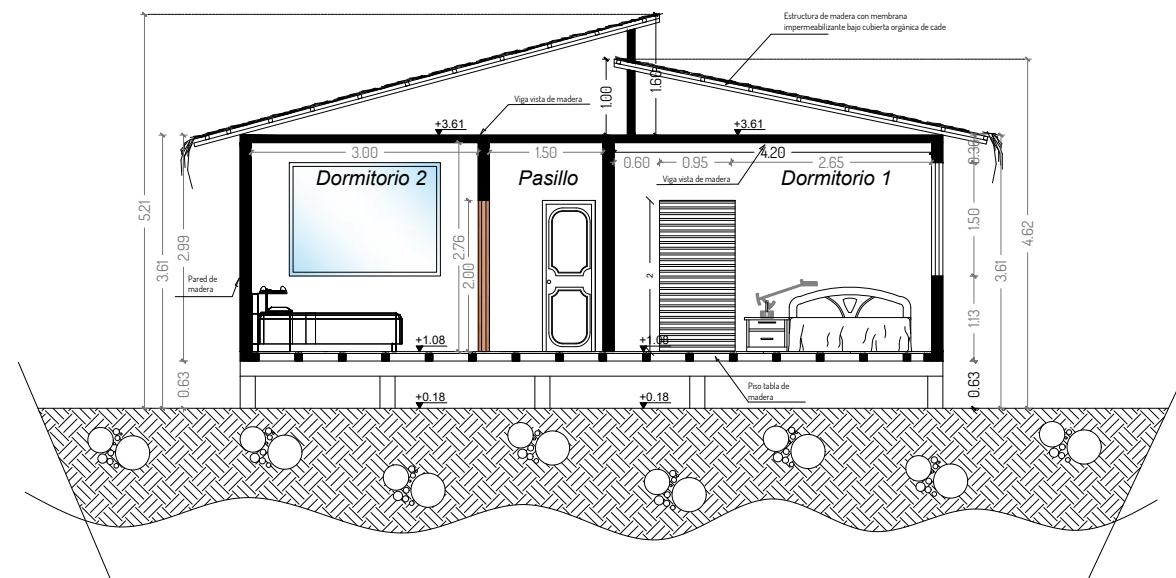 Estructura de madera con membrana
impermeabilizante bajo cubierta orgánica de cade
Viga vista de madera
1.00
1.60
+3.61
+3.61
3.00
1.50
4.20
0.60
0.95
2.65
0.36
Viga vista de madera
Dormitorio 2
Pasillo
Dormitorio 1
5.21
3.61
2.99
2.76
2.00
2
1.50
3.61
4.62
Pared de
madera
1.13
+1.08
+1.00
0.63
0.63
Piso tabla de
madera
+0.18
+0.18